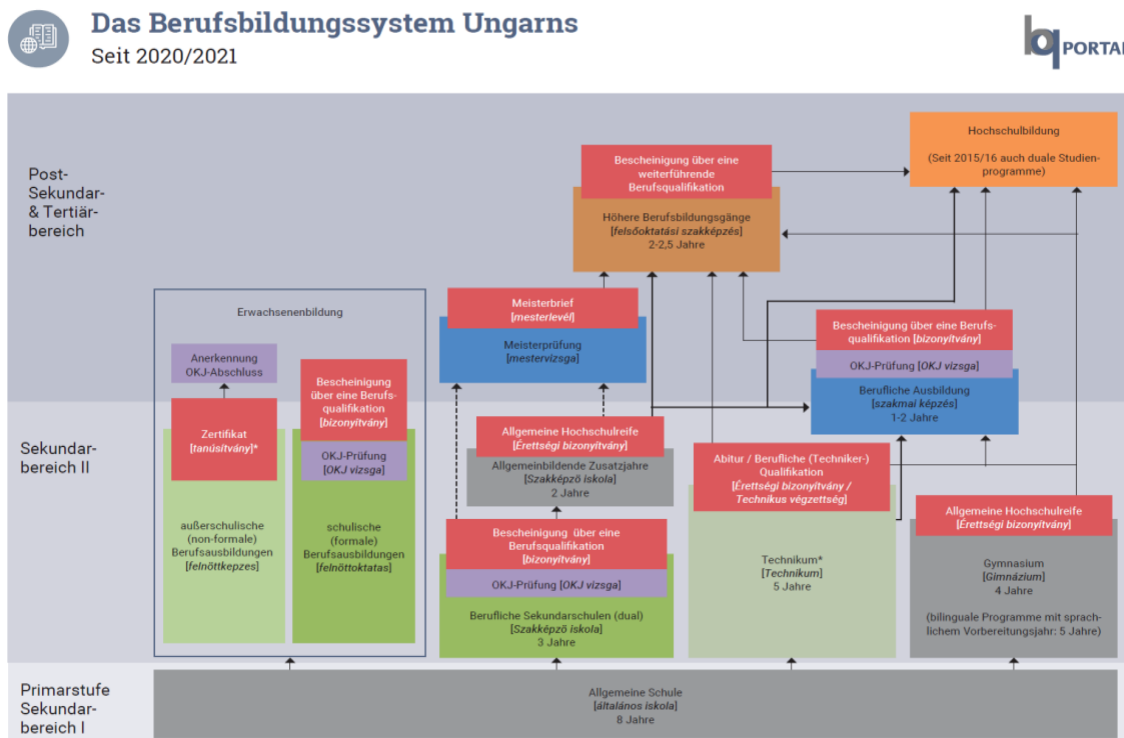 Das Berufsbildungssystem Ungarns
Seit 2020/2021
bq PORTAL
Post-
Sekundar-
& Tertiär-
bereich
Hochschulbildung
(Seit 2015/16 auch duale Studien-
programme)
Bescheinigung über eine
weiterführende
Berufsqualifikation
Höhere Berufsbildungsgänge
[felsőoktatási szakképzés]
2-2,5 Jahre
Erwachsenenbildung
Anerkennung
OKJ-Abschluss
Bescheinigung
über eine Berufs-
qualifikation
[bizonyítvány]
OKJ-Prüfung
[OKJ vizsga]
schulische
(formale)
Berufsausbildungen
[felnöttoktatas]
Zertifikat
[tanúsítvány]*
außerschulische
(non-formale)
Berufsausbildungen
[felnöttkepzes]
Meisterbrief
[mesterlevél]
Meisterprüfung
[mestervizsga]
Bescheinigung über eine Berufs-
qualifikation [bizonyítvány]
OKJ-Prüfung [OKJ vizsga]
Berufliche Ausbildung
[szakmai képzés]
1-2 Jahre
Sekundar-
bereich II
Allgemeine Hochschulreife
[Érettségi bizonyítvány]
Allgemeinbildende Zusatzjahre
[Szakképzö iskola]
2 Jahre
Bescheinigung über eine
Berufsqualifikation
[bizonyítvány]
OKJ-Prüfung [OKJ vizsga]
Berufliche Sekundarschulen (dual)
[Szakképzö iskola]
3 Jahre
Abitur / Berufliche (Techniker-)
Qualifikation
[Érettségi bizonyítvány /
Technikus végzettség]
Technikum*
[Technikum]
5 Jahre
Allgemeine Hochschulreife
[Érettségi bizonyítvány]
Gymnasium
[Gimnázium]
4 Jahre
(bilinguale Programme mit sprach-
lichem Vorbereitungsjahr: 5 Jahre)
Primarstufe
Sekundar-
bereich I
Allgemeine Schule
[általános iskola]
8 Jahre